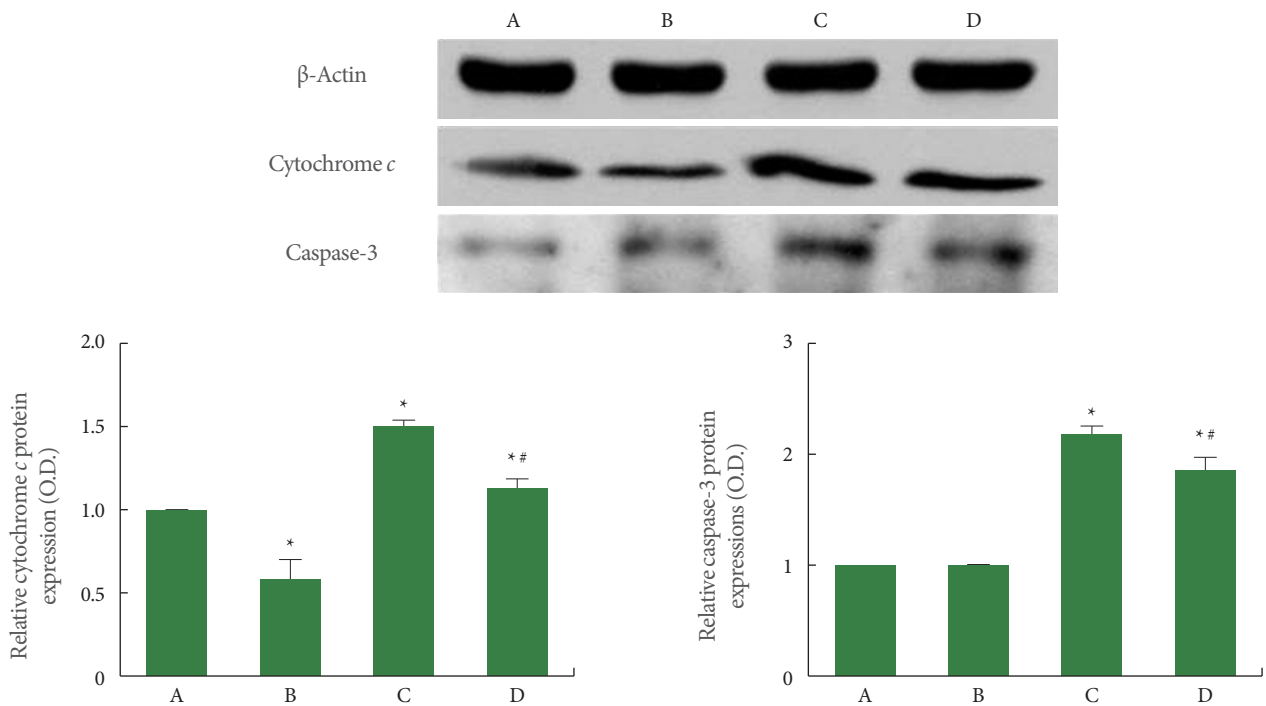 A B C D
β-Actin
Cytochrome c
Caspase-3
Relative cytochrome c protein
expression (O.D.)
2.0
1.5
1.0
0.5
0
*
*
* #
A B C D
Relative caspase-3 protein
expressions (O.D.)
3
2
1
0
*
* #
A B C D